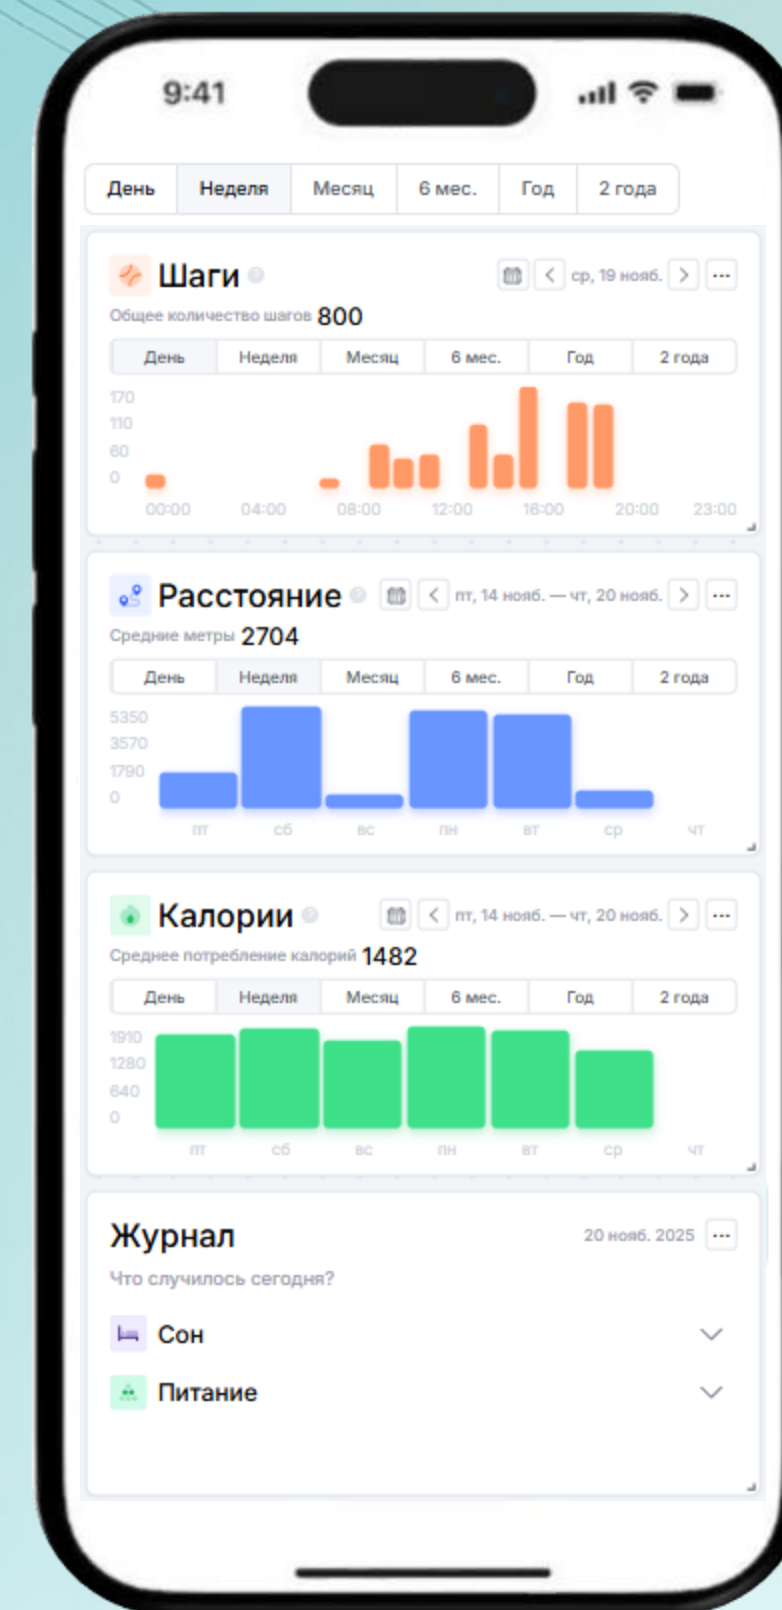 9:41
День Неделя Месяц 6 мес. Год 2 года
Шаги ? ср, 19 нояб. ...
Общее количество шагов 800
День Неделя Месяц 6 мес. Год 2 года
170
110
60
0
00:00 04:00 08:00 12:00 16:00 20:00 23:00
Расстояние ? пт, 14 нояб. — чт, 20 нояб. ...
Средние метры 2704
День Неделя Месяц 6 мес. Год 2 года
5350
3570
1790
0
пт сб вс пн вт ср чт
Калории ? пт, 14 нояб. — чт, 20 нояб. ...
Среднее потребление калорий 1482
День Неделя Месяц 6 мес. Год 2 года
1910
1280
640
0
пт сб вс пн вт ср чт
Журнал 20 нояб. 2025 ...
Что случилось сегодня?
Сон
Питание